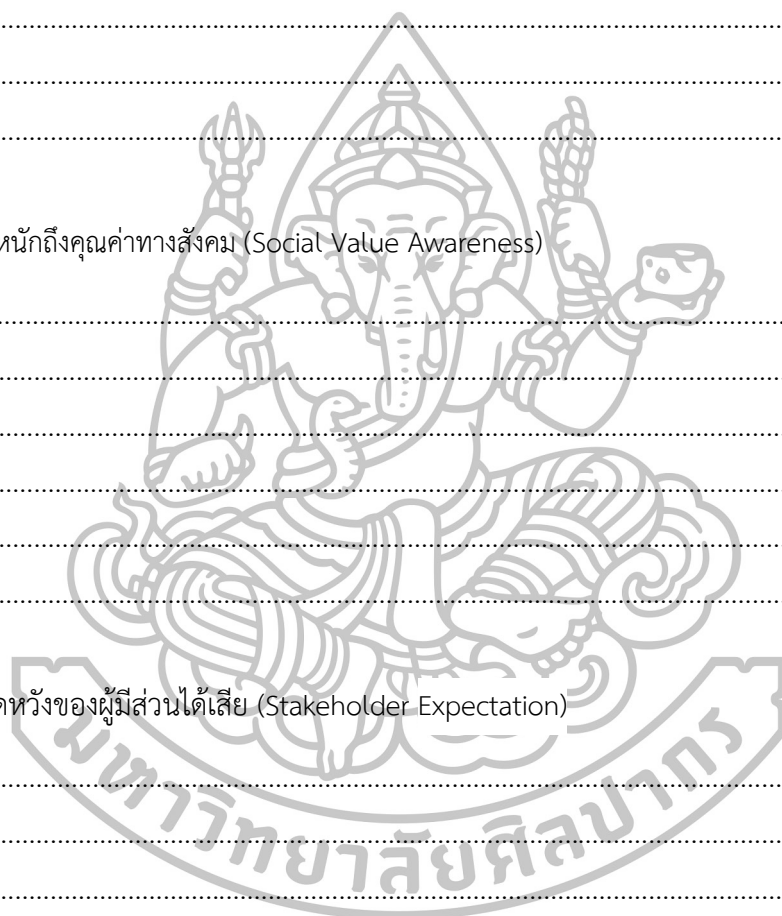 หนักถึงคุณค่าทางสังคม (Social Value Awareness)
ดหวังของผู้มีส่วนได้เสีย (Stakeholder Expectation)
มหาวิทยาลัยศิลปากร